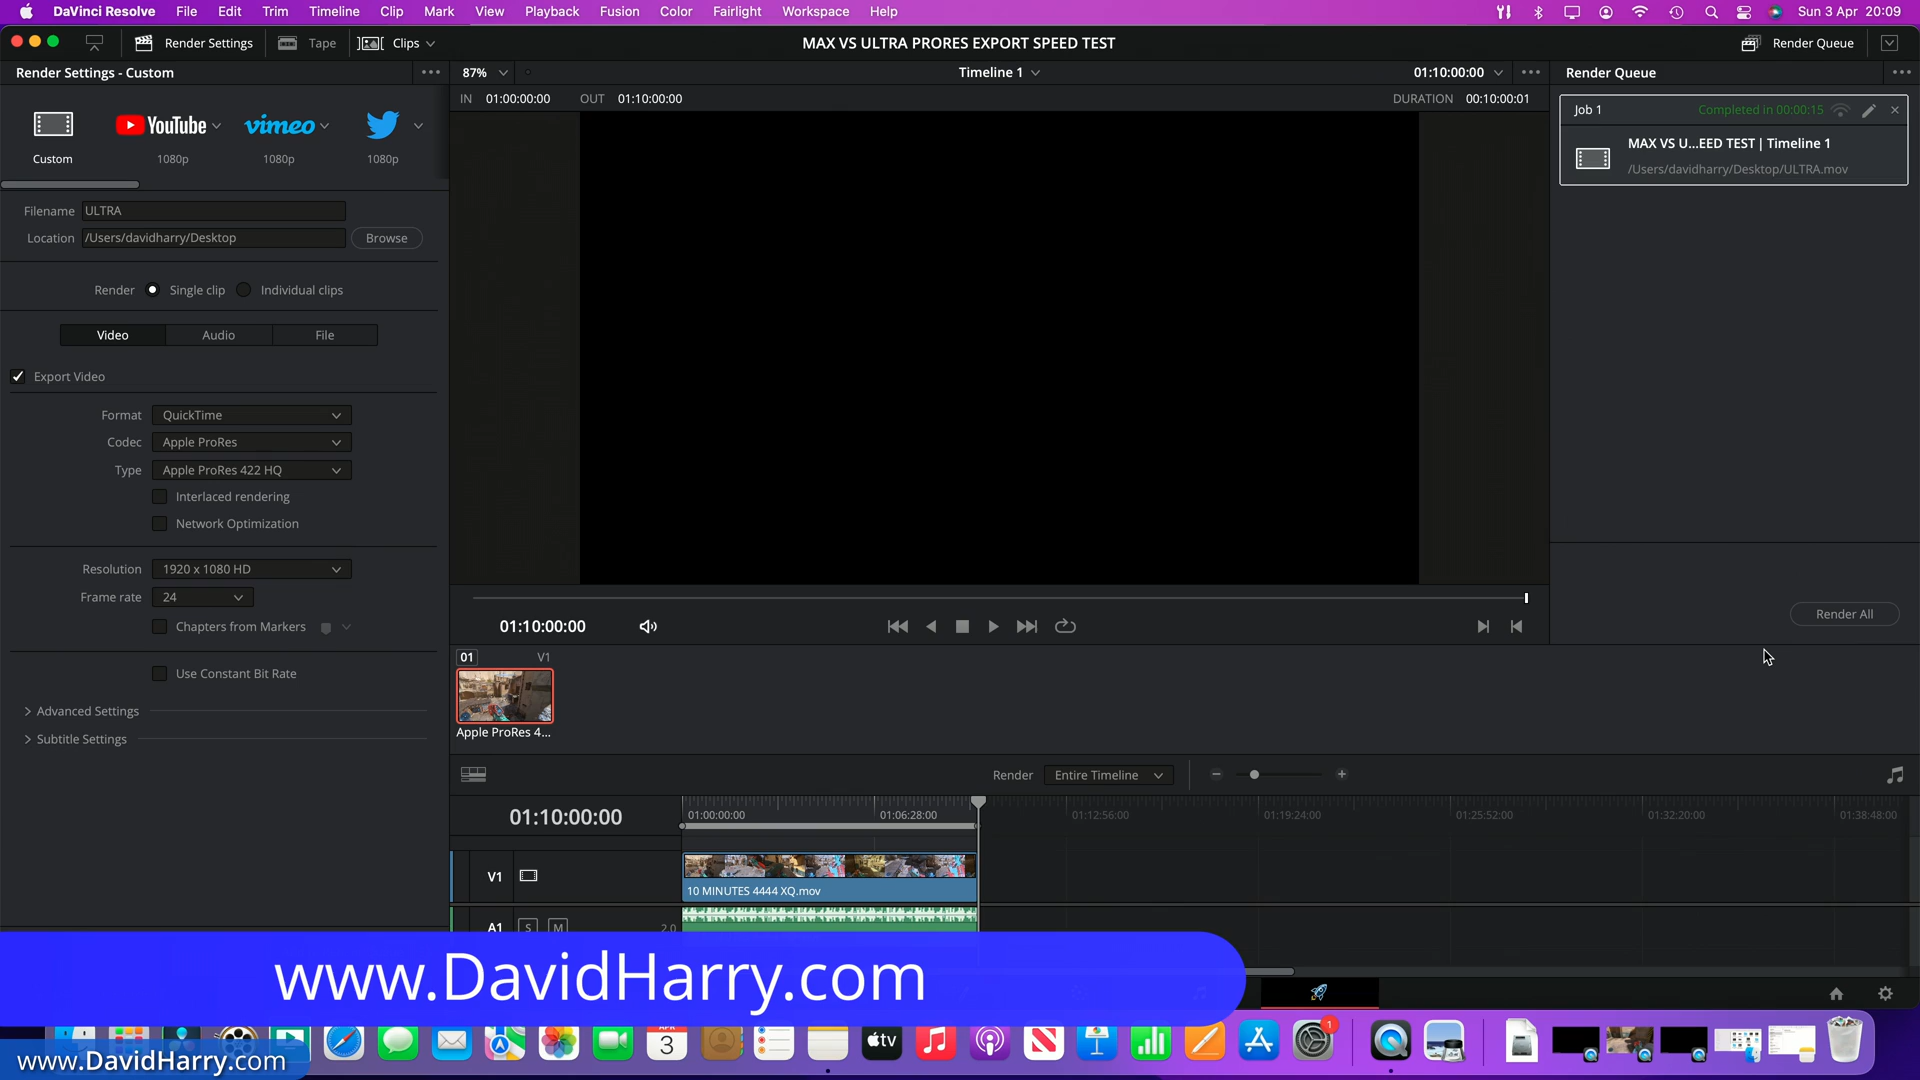 DaVinci Resolve File Edit Trim Timeline Clip Mark View Playback Fusion Color Fairlight Workspace Help Sun 3 Apr 20:09
Render Settings Tape Clips MAX VS ULTRA PRORES EXPORT SPEED TEST Render Queue
Render Settings - Custom 87% Timeline 1 01:10:00:00 Render Queue
IN 01:00:00:00 OUT 01:10:00:00 DURATION 00:10:00:01
Job 1 Completed in 00:00:15
MAX VS U...EED TEST | Timeline 1
/Users/davidharry/Desktop/ULTRA.mov
YouTube vimeo
Custom 1080p 1080p 1080p
Filename ULTRA
Location /Users/davidharry/Desktop Browse
Render Single clip Individual clips
Video Audio File
Export Video
Format QuickTime
Codec Apple ProRes
Type Apple ProRes 422 HQ
Interlaced rendering
Network Optimization
Resolution 1920 x 1080 HD
Frame rate 24
Chapters from Markers
Use Constant Bit Rate
Advanced Settings
Subtitle Settings
01:10:00:00
Render All
01 V1
Apple ProRes 4...
Render Entire Timeline
01:10:00:00 01:00:00:00 01:06:28:00 01:12:56:00 01:19:24:00 01:25:52:00 01:32:20:00 01:38:48:00
V1
10 MINUTES 4444 XQ.mov
A1 S M 2.0
www.DavidHarry.com
APR
3
tv
1
www.DavidHarry.com